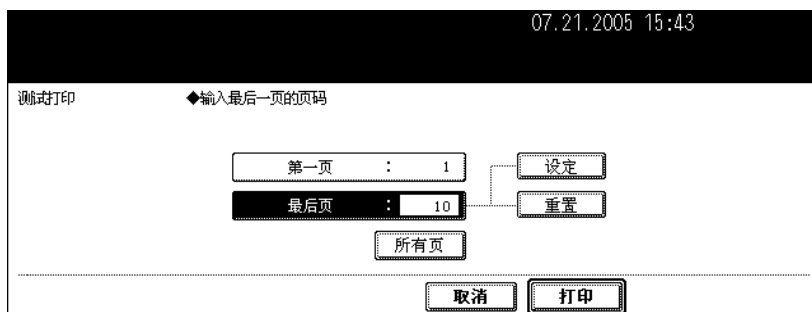 07.21.2005 15:43
测试打印 ◆输入最后一页的页码
第一页 : 1 设定
最后页 : 10 重置
所有页
取消 打印